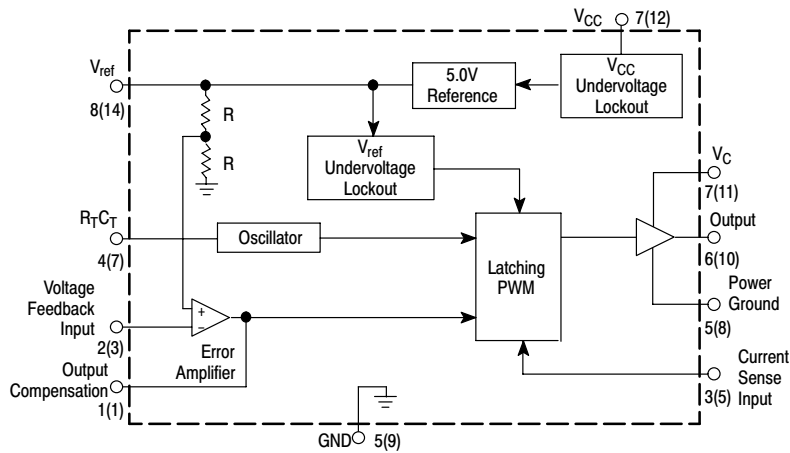 VCC 7(12)
Vref
8(14)
R
R
5.0V
Reference
VCC
Undervoltage
Lockout
Vref
Undervoltage
Lockout
VC
7(11)
RTCT
4(7)
Oscillator
Latching
PWM
Output
6(10)
Voltage
Feedback
Input
2(3)
+
−
Error
Amplifier
Power
Ground
5(8)
Output
Compensation
1(1)
Current
Sense
Input
3(5)
GND 5(9)